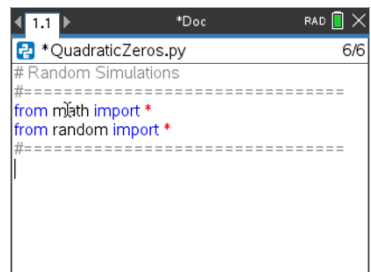 1.1 *Doc RAD
*QuadraticZeros.py 6/6
# Random Simulations
#================================
from math import *
from random import *
#================================